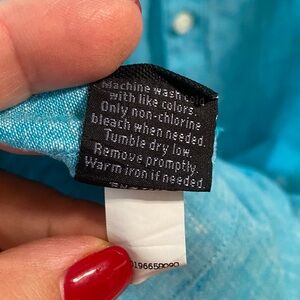 Machine wash cold
with like colors.
Only non-chlorine
bleach when needed.
Tumble dry low.
Remove promptly.
Warm iron if needed.